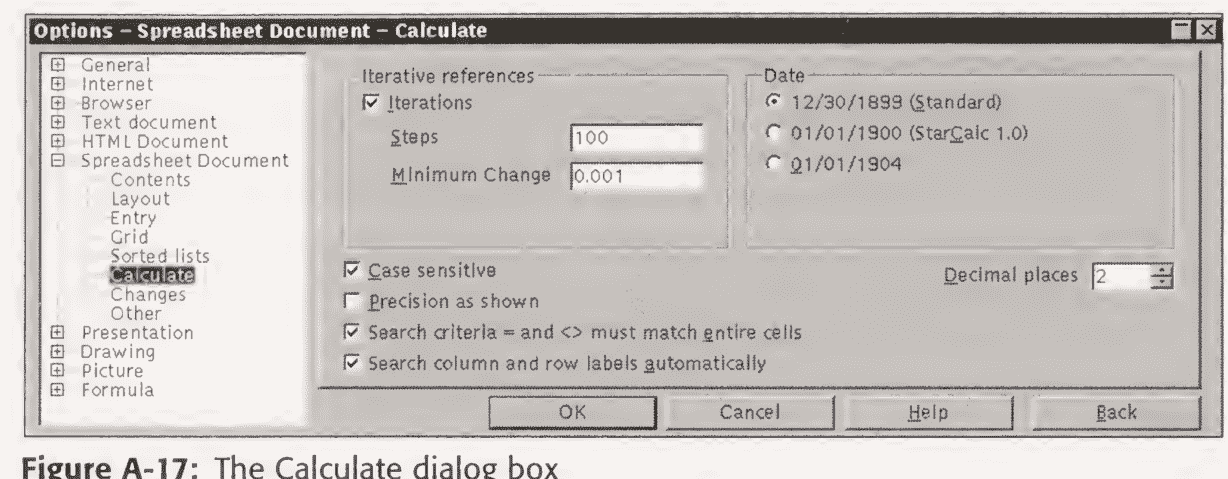 Options – Spreadsheet Document – Calculate
General
Internet
Browser
Text document
HTML Document
Spreadsheet Document
Contents
Layout
Entry
Grid
Sorted lists
Calculate
Changes
Other
Presentation
Drawing
Picture
Formula
Iterative references
Iterations
Steps 100
Minimum Change 0.001
Date
12/30/1899 (Standard)
01/01/1900 (StarCalc 1.0)
01/01/1904
Case sensitive
Decimal places 2
Precision as shown
Search criteria = and <> must match entire cells
Search column and row labels automatically
OK Cancel Help Back
Figure A-17: The Calculate dialog box